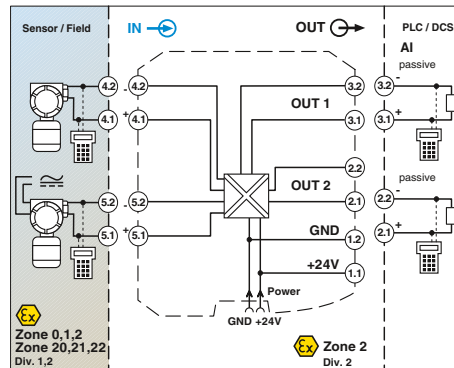 Sensor / Field
IN
OUT
PLC / DCS
AI
passive
4.2
4.2
-
3.2
3.2
-
OUT 1
4.1
+
4.1
3.1
3.1
+
2.2
passive
OUT 2
5.2
-
5.2
2.1
2.2
-
5.1
+
5.1
GND
1.2
2.1
+
+24V
1.1
Power
GND +24V
Ex
Zone 0,1,2
Zone 20,21,22
Div. 1,2
Ex
Zone 2
Div. 2